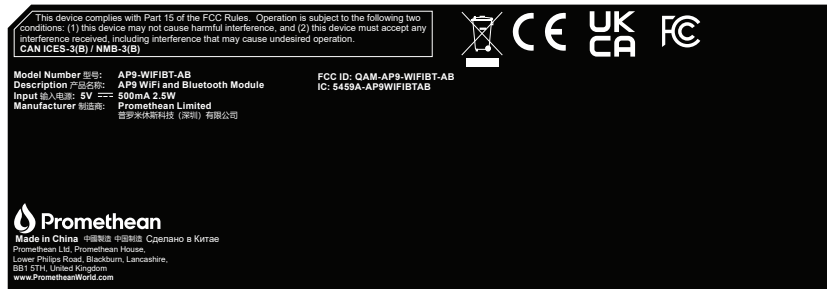 This device complies with Part 15 of the FCC Rules. Operation is subject to the following two
conditions: (1) this device may not cause harmful interference, and (2) this device must accept any
interference received, including interference that may cause undesired operation.
CAN ICES-3(B) / NMB-3(B)
CE
UK
CA
FC
Model Number 型号: AP9-WIFIBT-AB
Description 产品名称: AP9 WiFi and Bluetooth Module
Input 输入电源: 5V 500mA 2.5W
Manufacturer 制造商: Promethean Limited
普罗米休斯科技（深圳）有限公司
FCC ID: QAM-AP9-WIFIBT-AB
IC: 5459A-AP9WIFIBTAB
Promethean
Made in China 中國製造 中国制造 Сделано в Китае
Promethean Ltd, Promethean House,
Lower Philips Road, Blackburn, Lancashire,
BB1 5TH, United Kingdom
www.PrometheanWorld.com